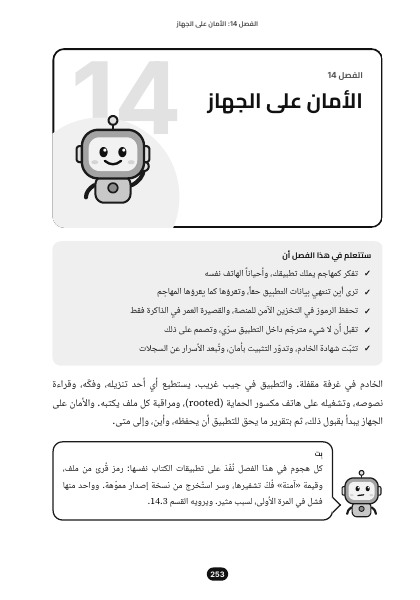 الفصل 14: الأمان على الجهاز
14
الفصل 14
الأمان على الجهاز
ستتعلم في هذا الفصل أن
✓ تفكر كمهاجم يملك تطبيقك، وأحياناً الهاتف نفسه
✓ ترى أين تنتهي بيانات التطبيق حقاً، وتقرؤها كما يقرؤها المهاجم
✓ تحفظ الرموز في التخزين الآمن للمنصة، والقصيرة العمر في الذاكرة فقط
✓ تقبل أن لا شيء مترجَم داخل التطبيق سرّي، وتصمم على ذلك
✓ تثبّت شهادة الخادم، وتدوّر التثبيت بأمان، وتُبعد الأسرار عن السجلات
الخادم في غرفة مقفلة. والتطبيق في جيب غريب. يستطيع أي أحد تنزيله، وفكّه، وقراءة
نصوصه، وتشغيله على هاتف مكسور الحماية (rooted)، ومراقبة كل ملف يكتبه. والأمان على
الجهاز يبدأ بقبول ذلك، ثم بتقرير ما يحق للتطبيق أن يحفظه، وأين، وإلى متى.
بت
كل هجوم في هذا الفصل نُفّذ على تطبيقات الكتاب نفسها: رمز قُرئ من ملف،
وقيمة «آمنة» فُكّ تشفيرها، وسر استُخرج من نسخة إصدار مموّهة. وواحد منها
فشل في المرة الأولى، لسبب مثير. ويرويه القسم 14.3.
253